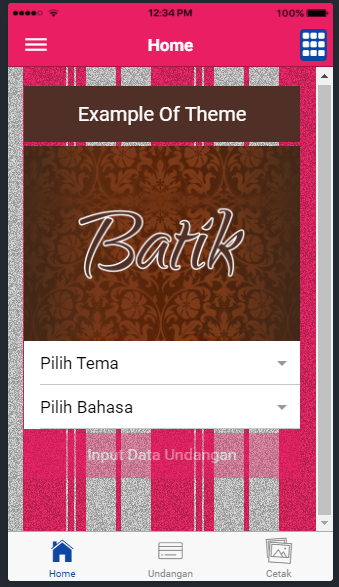 12:34 PM
100%
Home
Example Of Theme
Batik
Pilih Tema
Pilih Bahasa
Input Data Undangan
Home
Undangan
Cetak